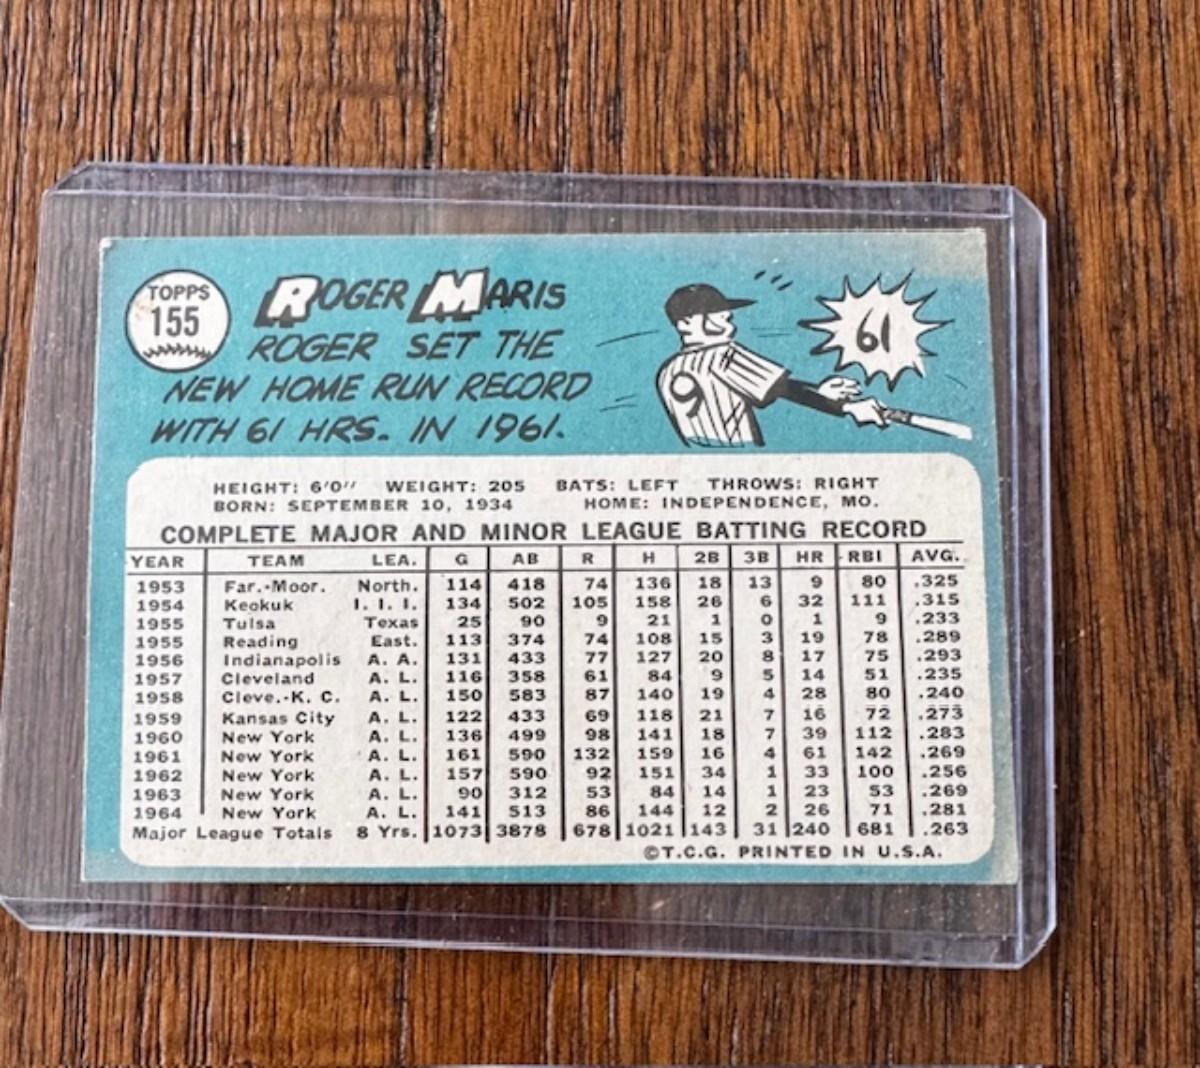 TOPPS
155
ROGER MARIS
ROGER SET THE
NEW HOME RUN RECORD
WITH 61 HRS. IN 1961.
61
9
HEIGHT: 6'0" WEIGHT: 205 BATS: LEFT THROWS: RIGHT
BORN: SEPTEMBER 10, 1934 HOME: INDEPENDENCE, MO.
COMPLETE MAJOR AND MINOR LEAGUE BATTING RECORD
YEAR TEAM LEA. G AB R H 2B 3B HR RBI AVG.
1953 Far.-Moor. North. 114 418 74 136 18 13 9 80 .325
1954 Keokuk I. I. I. 134 502 105 158 26 6 32 111 .315
1955 Tulsa Texas 25 90 9 21 1 0 1 9 .233
1955 Reading East. 113 374 74 108 15 3 19 78 .289
1956 Indianapolis A. A. 131 433 77 127 20 8 17 75 .293
1957 Cleveland A. L. 116 358 61 84 9 5 14 51 .235
1958 Cleve.-K. C. A. L. 150 583 87 140 19 4 28 80 .240
1959 Kansas City A. L. 122 433 69 118 21 7 16 72 .273
1960 New York A. L. 136 499 98 141 18 7 39 112 .283
1961 New York A. L. 161 590 132 159 16 4 61 142 .269
1962 New York A. L. 157 590 92 151 34 1 33 100 .256
1963 New York A. L. 90 312 53 84 14 1 23 53 .269
1964 New York A. L. 141 513 86 144 12 2 26 71 .281
Major League Totals 8 Yrs. 1073 3878 678 1021 143 31 240 681 .263
©T.C.G. PRINTED IN U.S.A.